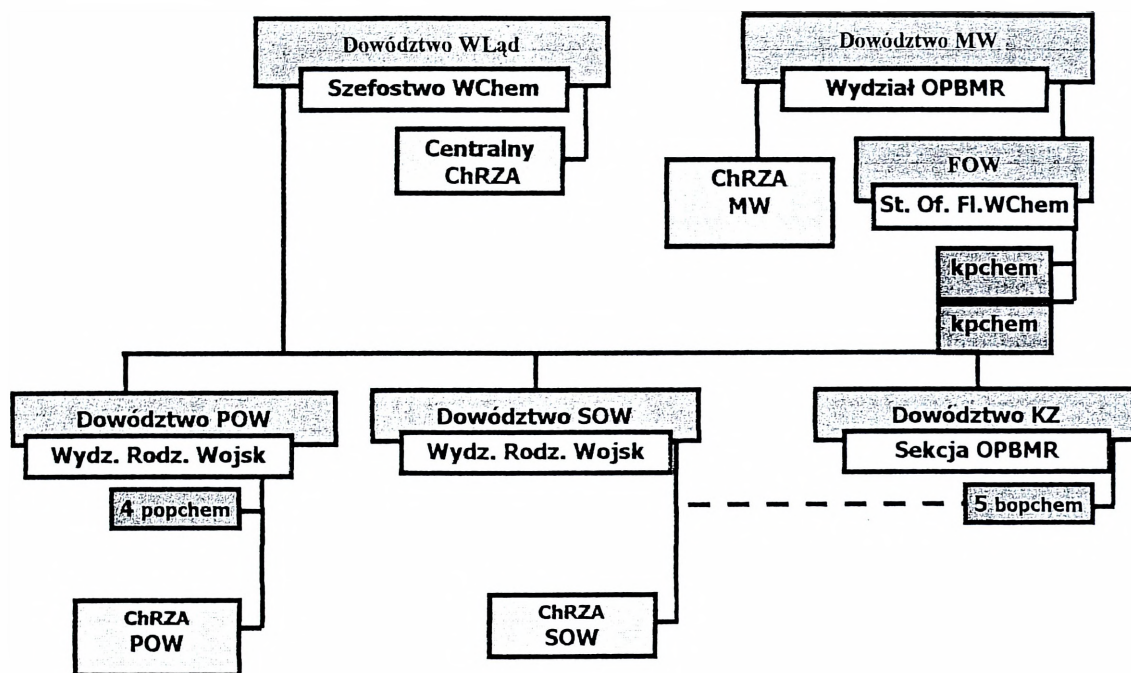 Dowództwo WLąd
Szefostwo WChem
Centralny
ChRZA
Dowództwo MW
Wydział OPBMR
ChRZA
MW
FOW
St. Of. Fl.WChem
kpchem
kpchem
Dowództwo POW
Wydz. Rodz. Wojsk
4 popchem
ChRZA
POW
Dowództwo SOW
Wydz. Rodz. Wojsk
ChRZA
SOW
Dowództwo KZ
Sekcja OPBMR
5 bopchem